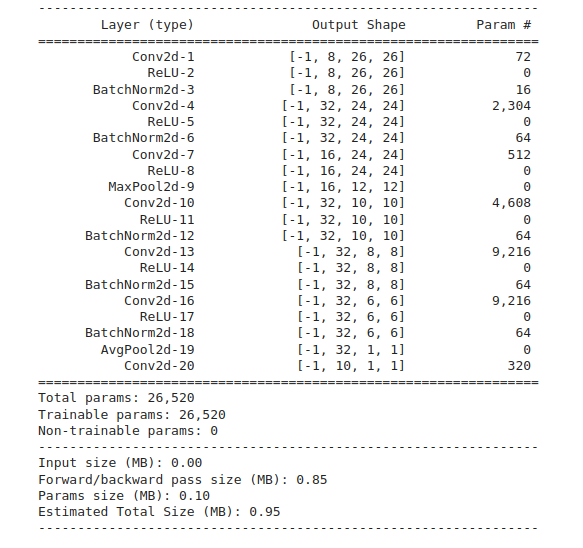 ----------------------------------------------------------------
        Layer (type)               Output Shape         Param #
================================================================
            Conv2d-1            [-1, 8, 26, 26]              72
              ReLU-2            [-1, 8, 26, 26]               0
       BatchNorm2d-3            [-1, 8, 26, 26]              16
            Conv2d-4           [-1, 32, 24, 24]           2,304
              ReLU-5           [-1, 32, 24, 24]               0
       BatchNorm2d-6           [-1, 32, 24, 24]              64
            Conv2d-7           [-1, 16, 24, 24]             512
              ReLU-8           [-1, 16, 24, 24]               0
         MaxPool2d-9           [-1, 16, 12, 12]               0
           Conv2d-10           [-1, 32, 10, 10]           4,608
             ReLU-11           [-1, 32, 10, 10]               0
      BatchNorm2d-12           [-1, 32, 10, 10]              64
           Conv2d-13             [-1, 32, 8, 8]           9,216
             ReLU-14             [-1, 32, 8, 8]               0
      BatchNorm2d-15             [-1, 32, 8, 8]              64
           Conv2d-16             [-1, 32, 6, 6]           9,216
             ReLU-17             [-1, 32, 6, 6]               0
      BatchNorm2d-18             [-1, 32, 6, 6]              64
        AvgPool2d-19             [-1, 32, 1, 1]               0
           Conv2d-20             [-1, 10, 1, 1]             320
================================================================
Total params: 26,520
Trainable params: 26,520
Non-trainable params: 0
----------------------------------------------------------------
Input size (MB): 0.00
Forward/backward pass size (MB): 0.85
Params size (MB): 0.10
Estimated Total Size (MB): 0.95
----------------------------------------------------------------